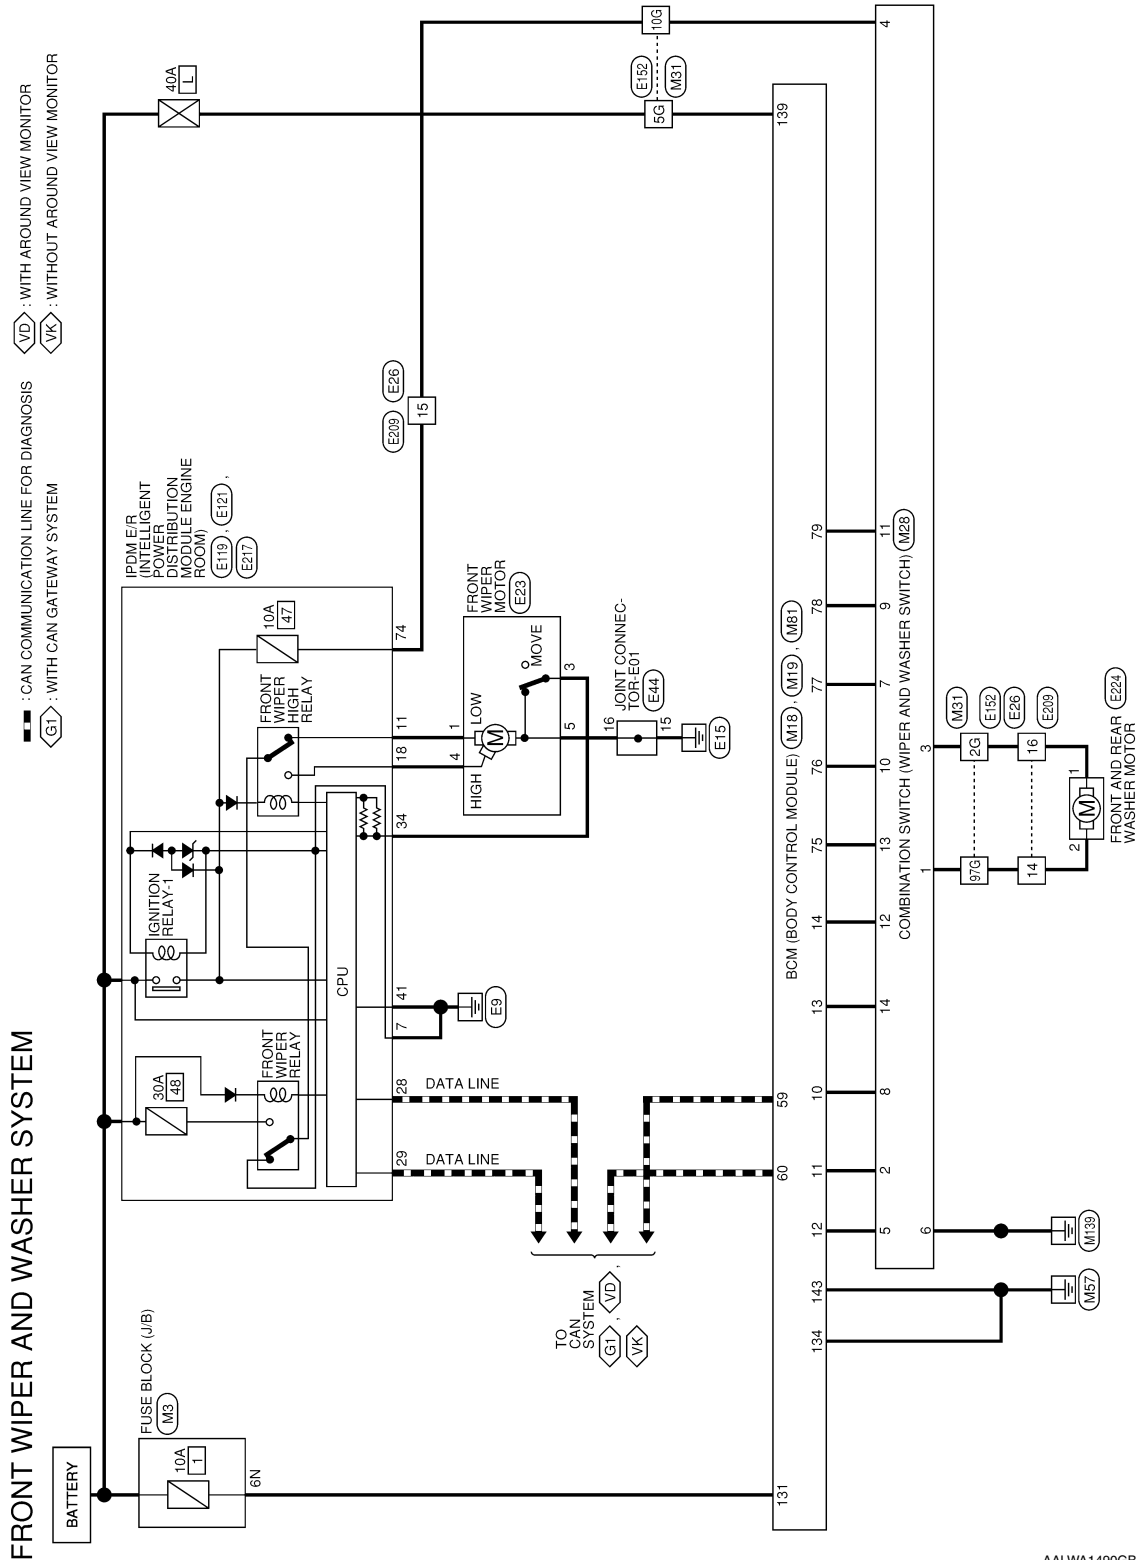 FRONT WIPER AND WASHER SYSTEM
: CAN COMMUNICATION LINE FOR DIAGNOSIS
G1 : WITH CAN GATEWAY SYSTEM
VD : WITH AROUND VIEW MONITOR
VK : WITHOUT AROUND VIEW MONITOR
BATTERY
FUSE BLOCK (J/B)
M3
10A
1
6N
40A
L
IPDM E/R
(INTELLIGENT
POWER
DISTRIBUTION
MODULE ENGINE
ROOM)
E119 , E121 ,
E217
30A
48
FRONT
WIPER
RELAY
IGNITION
RELAY-1
FRONT
WIPER
HIGH
RELAY
10A
47
CPU
29
28
7
41
34
18
11
74
DATA LINE
DATA LINE
E9
FRONT
WIPER
MOTOR
E23
4
1
HIGH
LOW
M
MOVE
5
3
JOINT CONNEC-
TOR-E01
E44
16
15
E15
E209
E26
15
TO
CAN
SYSTEM
G1 , VD ,
VK
E152
M31
5G
10G
131
60
59
139
4
BCM (BODY CONTROL MODULE) M18 , M19 , M81
134
143
12
11
10
13
14
75
76
77
78
79
5
2
8
14
12
13
10
7
9
11
COMBINATION SWITCH (WIPER AND WASHER SWITCH) M28
6
1
3
M57
M139
97G
2G
M31
E152
14
16
E26
E209
2
1
M
FRONT AND REAR
WASHER MOTOR
E224